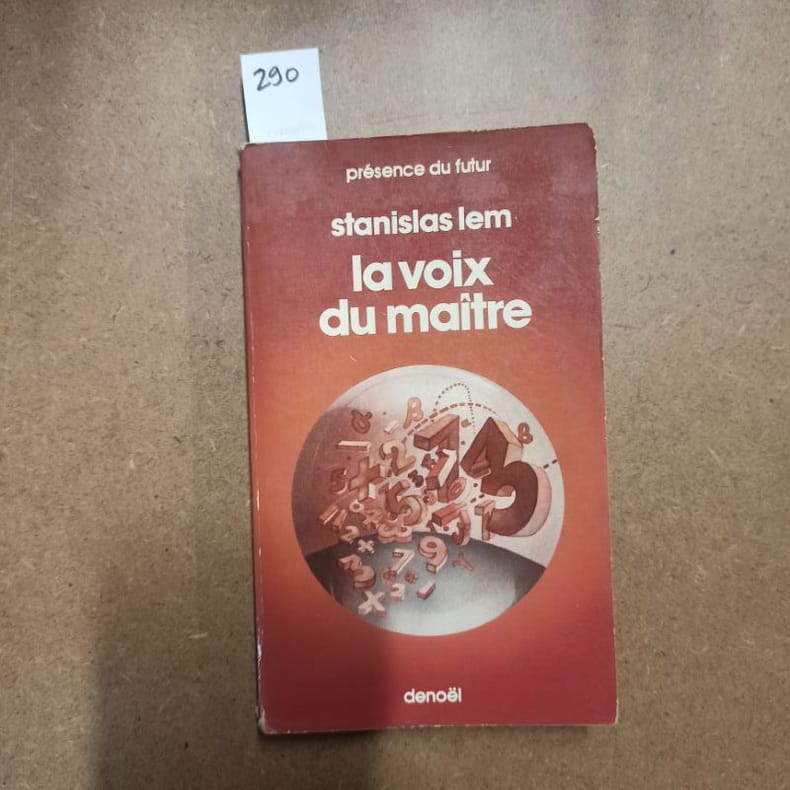 290
présence du futur
stanislas lem
la voix
du maître
denoël